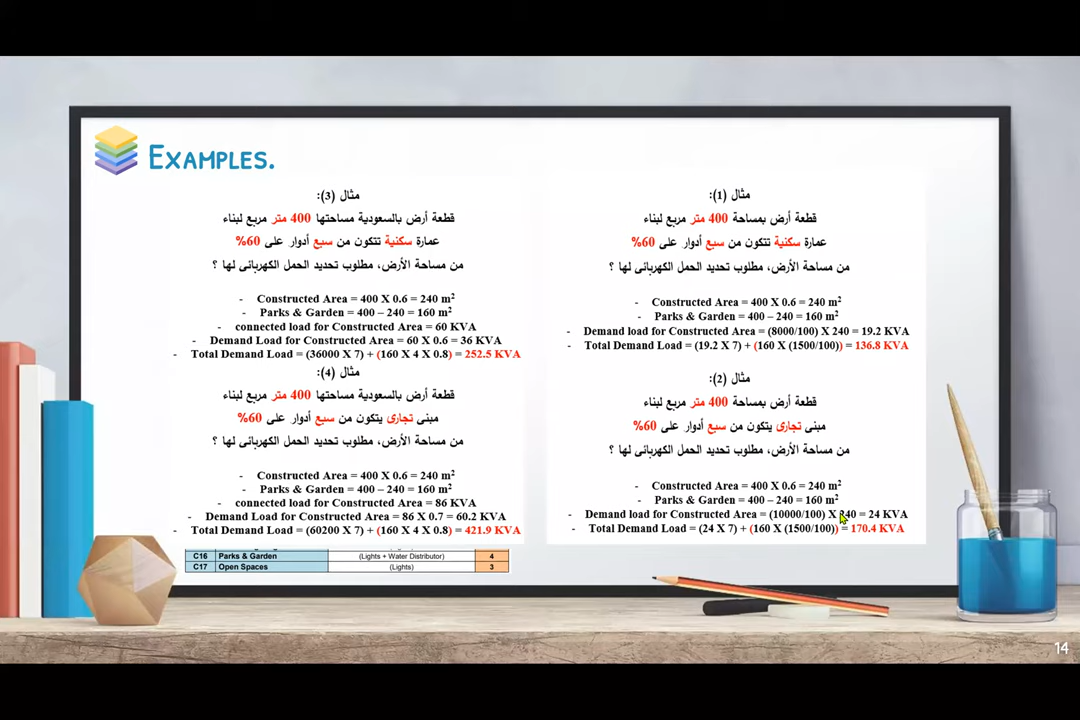 EXAMPLES.
مثال (1):
قطعة أرض بمساحة 400 متر مربع لبناء
عمارة سكنية تتكون من سبع أدوار على 60%
من مساحة الأرض، مطلوب تحديد الحمل الكهربائى لها ؟
- Constructed Area = 400 X 0.6 = 240 m²
- Parks & Garden = 400 – 240 = 160 m²
- Demand load for Constructed Area = (8000/100) X 240 = 19.2 KVA
- Total Demand Load = (19.2 X 7) + (160 X (1500/100)) = 136.8 KVA
مثال (2):
قطعة أرض بمساحة 400 متر مربع لبناء
مبنى تجارى يتكون من سبع أدوار على 60%
من مساحة الأرض، مطلوب تحديد الحمل الكهربائى لها ؟
- Constructed Area = 400 X 0.6 = 240 m²
- Parks & Garden = 400 – 240 = 160 m²
- Demand load for Constructed Area = (10000/100) X 240 = 24 KVA
- Total Demand Load = (24 X 7) + (160 X (1500/100)) = 170.4 KVA
مثال (3):
قطعة أرض بالسعودية مساحتها 400 متر مربع لبناء
عمارة سكنية تتكون من سبع أدوار على 60%
من مساحة الأرض، مطلوب تحديد الحمل الكهربائى لها ؟
- Constructed Area = 400 X 0.6 = 240 m²
- Parks & Garden = 400 – 240 = 160 m²
- connected load for Constructed Area = 60 KVA
- Demand Load for Constructed Area = 60 X 0.6 = 36 KVA
- Total Demand Load = (36000 X 7) + (160 X 4 X 0.8) = 252.5 KVA
مثال (4):
قطعة أرض بالسعودية مساحتها 400 متر مربع لبناء
مبنى تجارى يتكون من سبع أدوار على 60%
من مساحة الأرض، مطلوب تحديد الحمل الكهربائى لها ؟
- Constructed Area = 400 X 0.6 = 240 m²
- Parks & Garden = 400 – 240 = 160 m²
- connected load for Constructed Area = 86 KVA
- Demand Load for Constructed Area = 86 X 0.7 = 60.2 KVA
- Total Demand Load = (60200 X 7) + (160 X 4 X 0.8) = 421.9 KVA
C16 Parks & Garden (Lights + Water Distributor) 4
C17 Open Spaces (Lights) 3
14